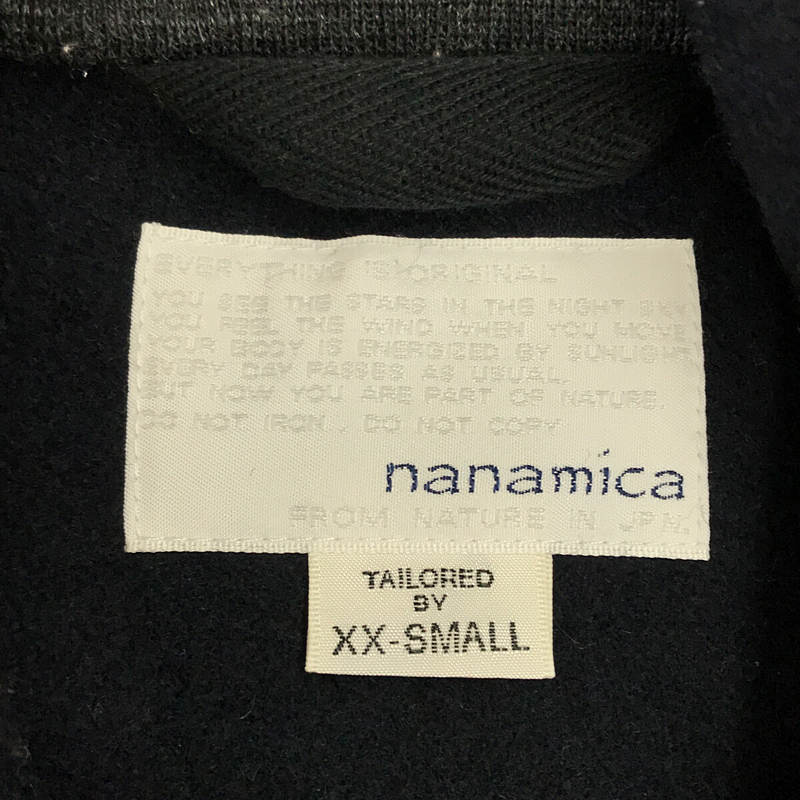 EVERYTHING IS ORIGINAL
YOU SEE THE STARS IN THE NIGHT SKY
YOU FEEL THE WIND WHEN YOU MOVE
YOUR BODY IS ENERGISED BY SUNLIGHT
EVERY DAY PASSES AS USUAL,
BUT NOW YOU ARE PART OF NATURE.
DO NOT IRON . DO NOT COPY
nanamica
FROM NATURE IN JPN.
TAILORED
BY
XX-SMALL